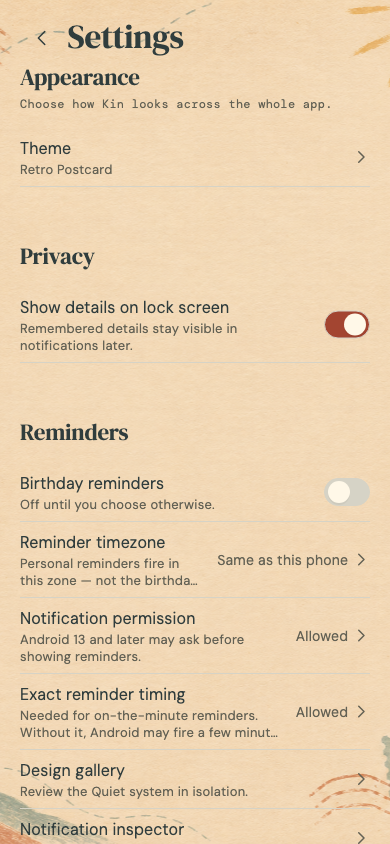 Settings
Appearance
Choose how Kin looks across the whole app.
Theme
Retro Postcard
Privacy
Show details on lock screen
Remembered details stay visible in
notifications later.
Reminders
Birthday reminders
Off until you choose otherwise.
Reminder timezone
Personal reminders fire in
this zone — not the birthda…
Same as this phone
Notification permission
Android 13 and later may ask before
showing reminders.
Allowed
Exact reminder timing
Needed for on-the-minute reminders.
Without it, Android may fire a few minut…
Allowed
Design gallery
Review the Quiet system in isolation.
Notification inspector